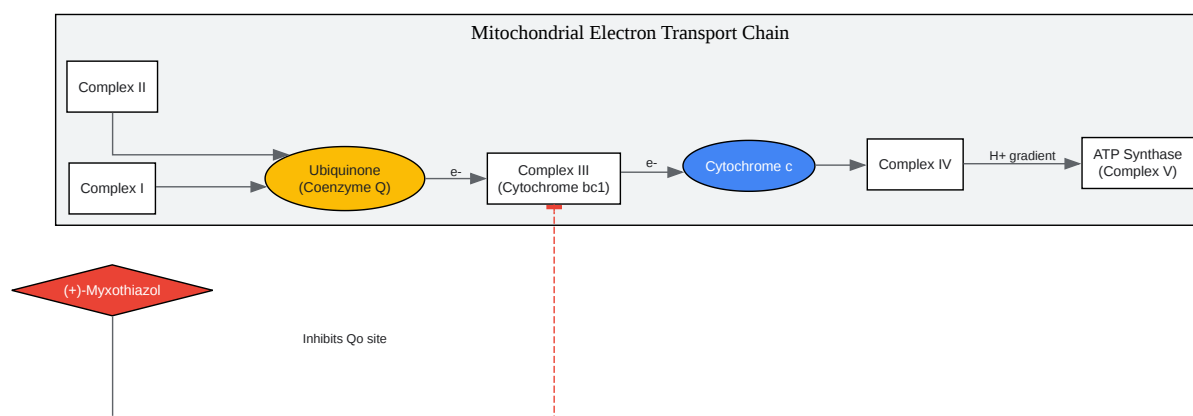 Mitochondrial Electron Transport Chain
Complex II
Complex I
Ubiquinone
(Coenzyme Q)
e-
Complex III
(Cytochrome bc1)
e-
Cytochrome c
Complex IV
H+ gradient
ATP Synthase
(Complex V)
(+)-Myxothiazol
Inhibits Qo site